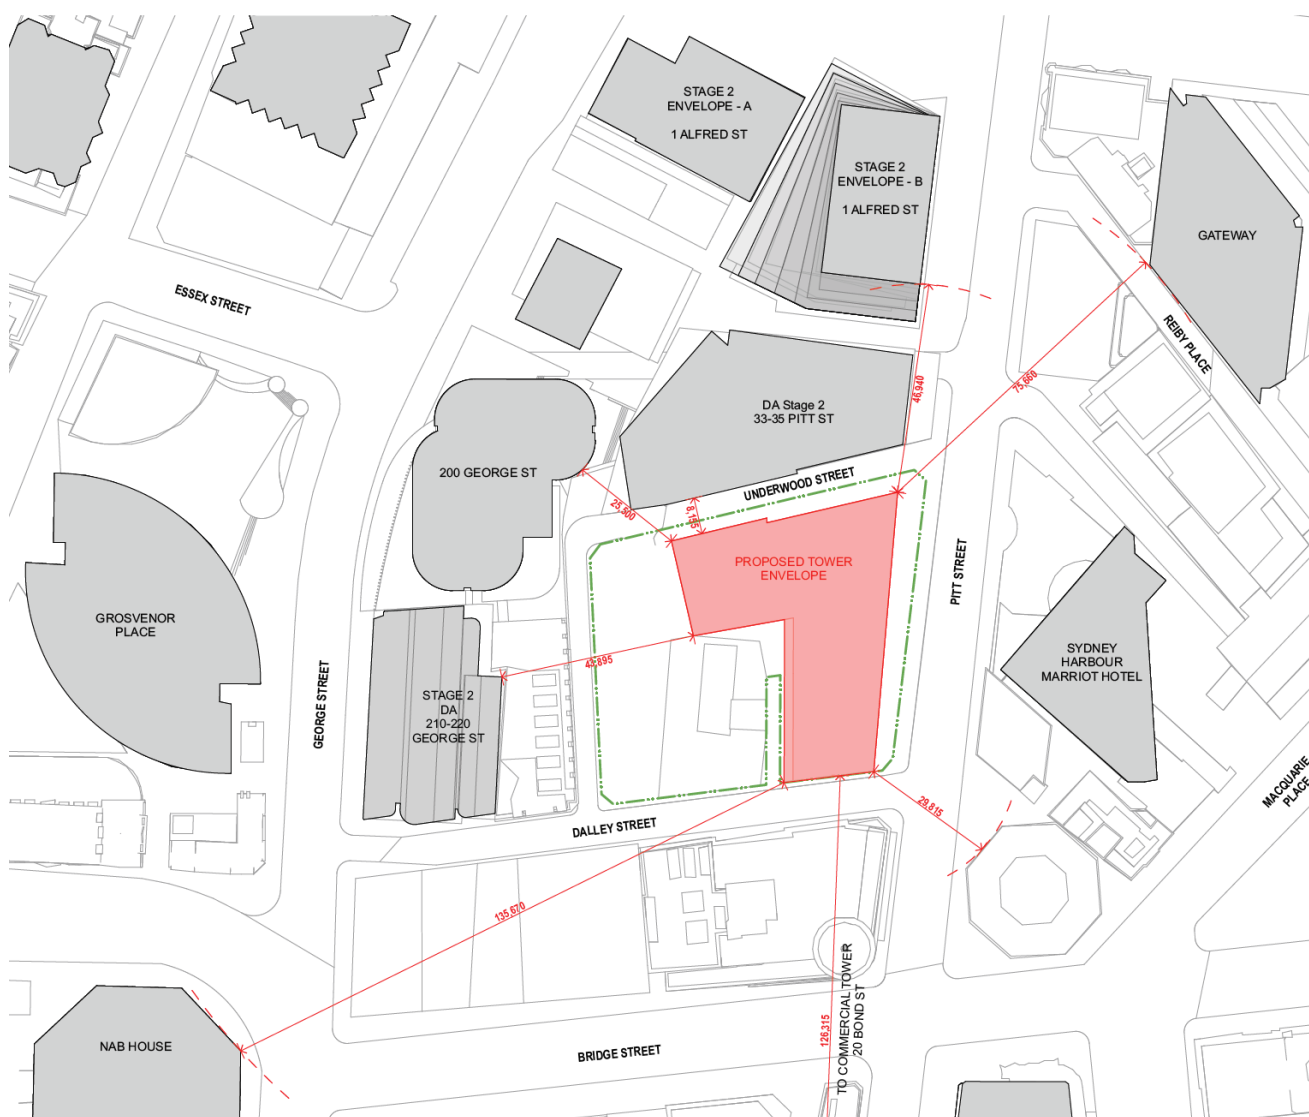 STAGE 2
ENVELOPE - A
1 ALFRED ST
STAGE 2
ENVELOPE - B
1 ALFRED ST
GATEWAY
ESSEX STREET
REIBY PLACE
46,940
75,660
DA Stage 2
33-35 PITT ST
200 GEORGE ST
UNDERWOOD STREET
25,500
8,155
PROPOSED TOWER
ENVELOPE
PITT STREET
GROSVENOR
PLACE
SYDNEY
HARBOUR
MARRIOT HOTEL
43,895
GEORGE STREET
STAGE 2
DA
210-220
GEORGE ST
MACQUARIE
PLACE
29,815
DALLEY STREET
135,670
TO COMMERCIAL TOWER
20 BOND ST
126,315
NAB HOUSE
BRIDGE STREET